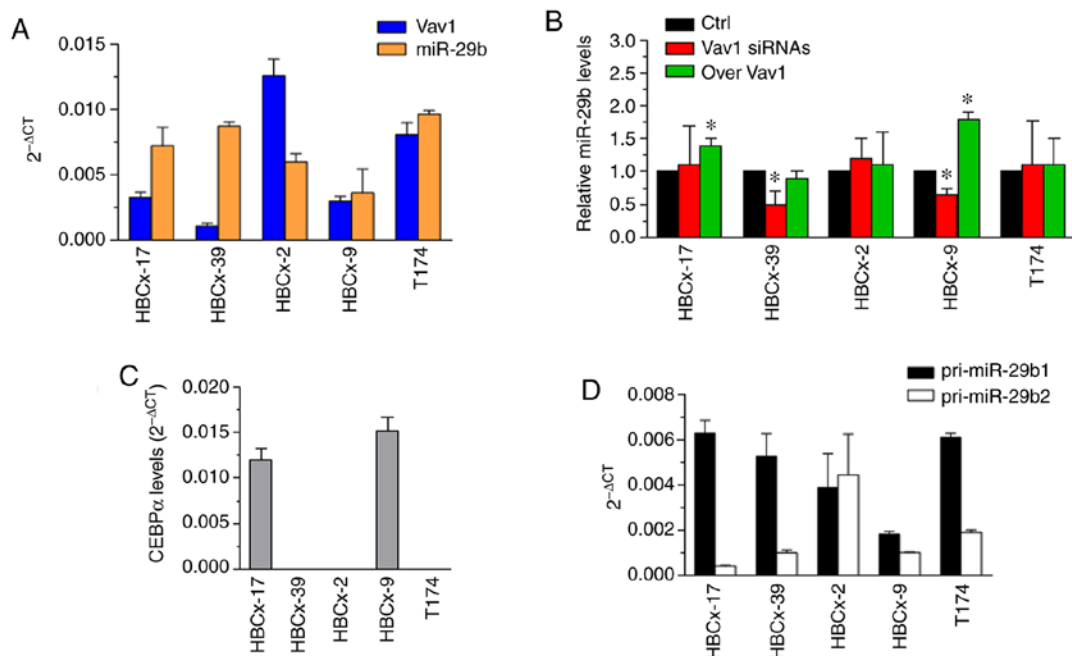 A
Vav1
miR-29b
2-ΔCT
0.015
0.010
0.005
0.000
HBCx-17
HBCx-39
HBCx-2
HBCx-9
T174
B
Ctrl
Vav1 siRNAs
Over Vav1
Relative miR-29b levels
3.0
2.5
2.0
1.5
1.0
0.5
0.0
*
*
*
*
HBCx-17
HBCx-39
HBCx-2
HBCx-9
T174
C
CEBPα levels (2-ΔCT)
0.020
0.015
0.010
0.005
0.000
HBCx-17
HBCx-39
HBCx-2
HBCx-9
T174
D
pri-miR-29b1
pri-miR-29b2
2-ΔCT
0.008
0.006
0.004
0.002
0.000
HBCx-17
HBCx-39
HBCx-2
HBCx-9
T174